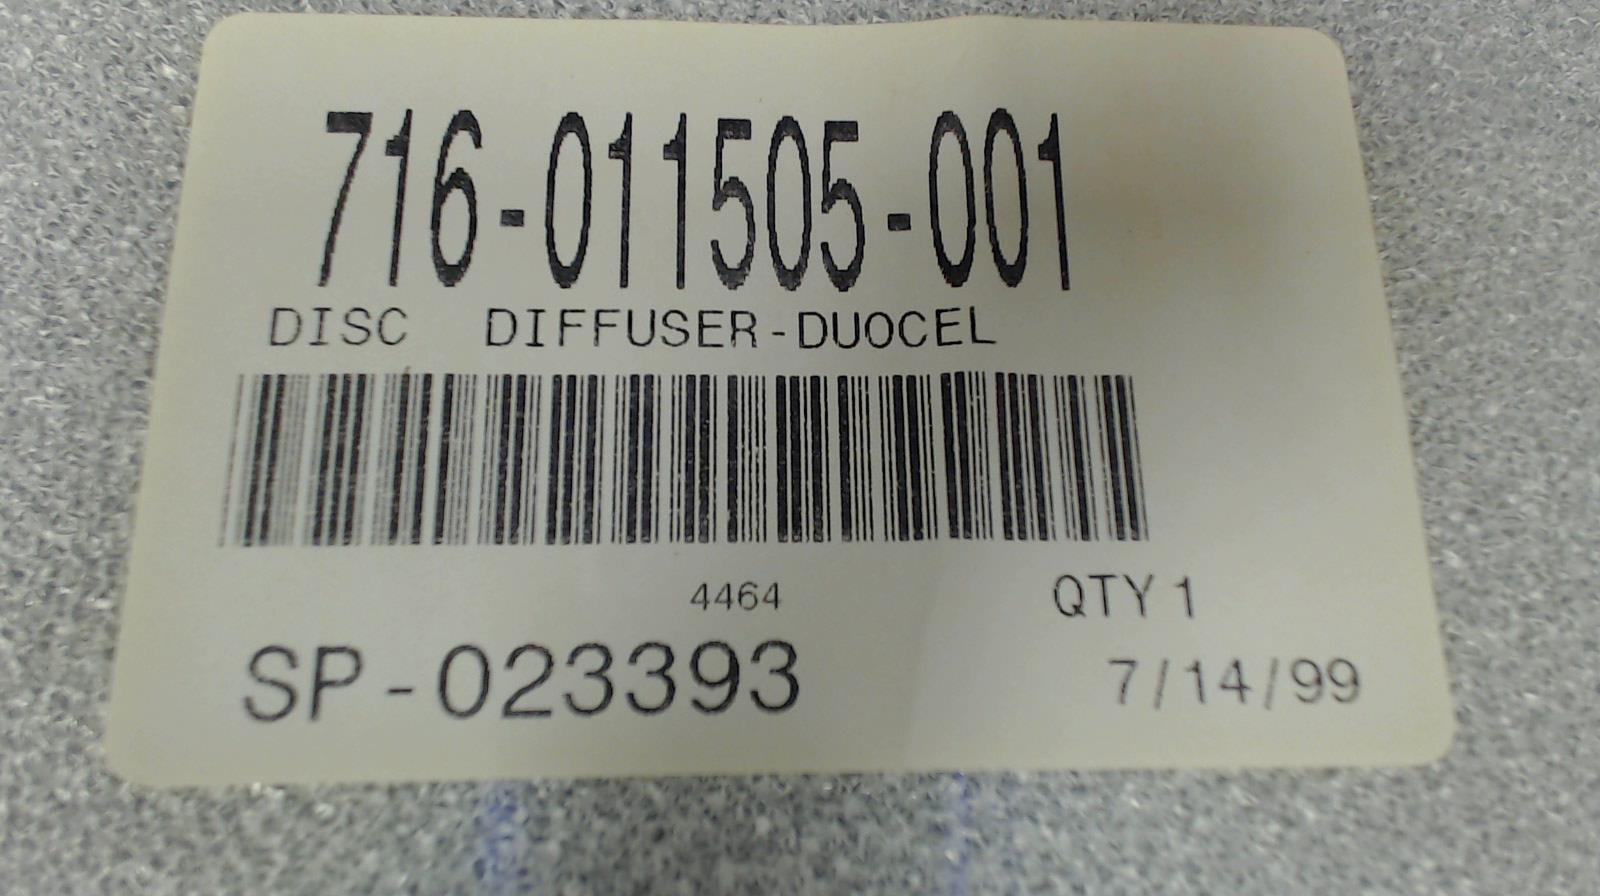 716-011505-001
DISC  DIFFUSER-DUOCEL
4464
QTY 1
SP-023393
7/14/99